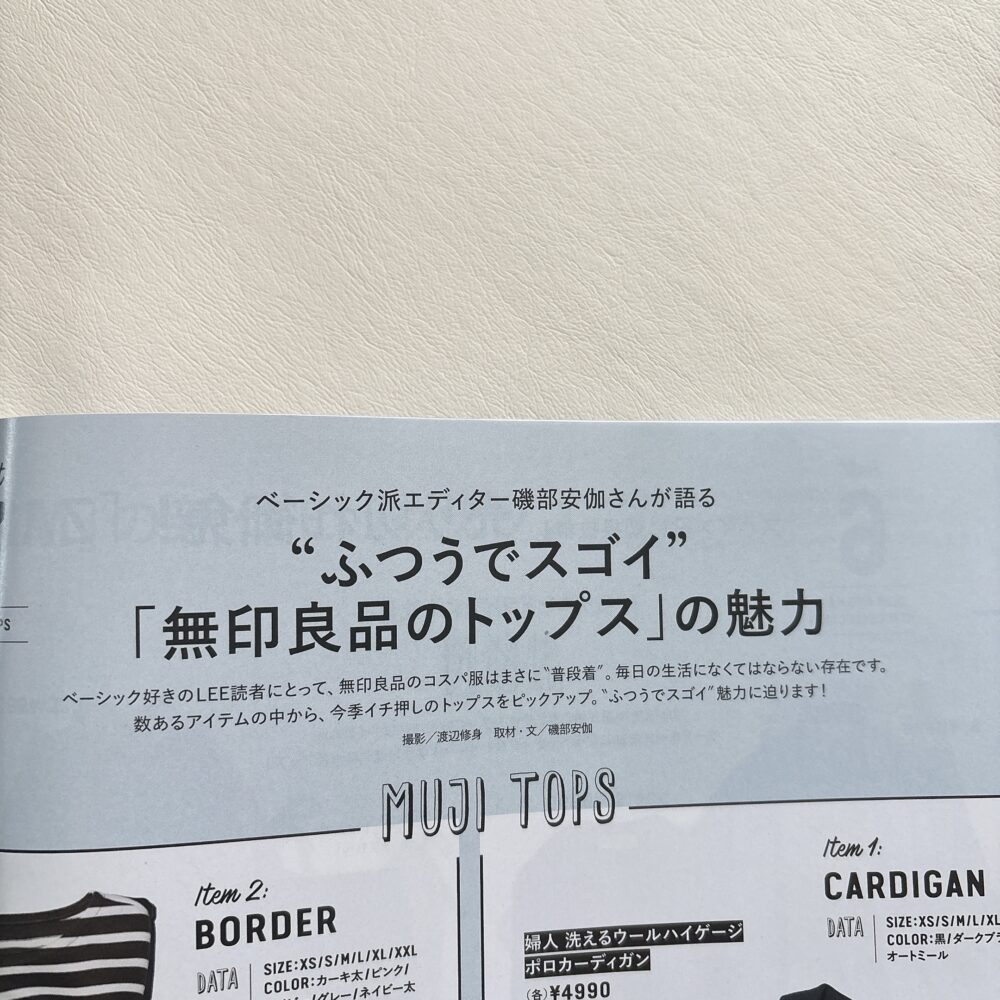 ベーシック派エディター磯部安伽さんが語る
“ふつうでスゴイ”
「無印良品のトップス」の魅力
ベーシック好きのLEE読者にとって、無印良品のコスパ服はまさに“普段着”。毎日の生活になくてはならない存在です。
数あるアイテムの中から、今季イチ押しのトップスをピックアップ。“ふつうでスゴイ”魅力に迫ります!
撮影/渡辺修身 取材・文/磯部安伽
MUJI TOPS
Item 1:
CARDIGAN
DATA
SIZE:XS/S/M/L/XL
COLOR:黒/ダークブラ
オートミール
婦人 洗えるウールハイゲージ
ポロカーディガン
(各)¥4990
Item 2:
BORDER
DATA
SIZE:XS/S/M/L/XL/XXL
COLOR:カーキ太/ピンク/
/グレー/ネイビー太